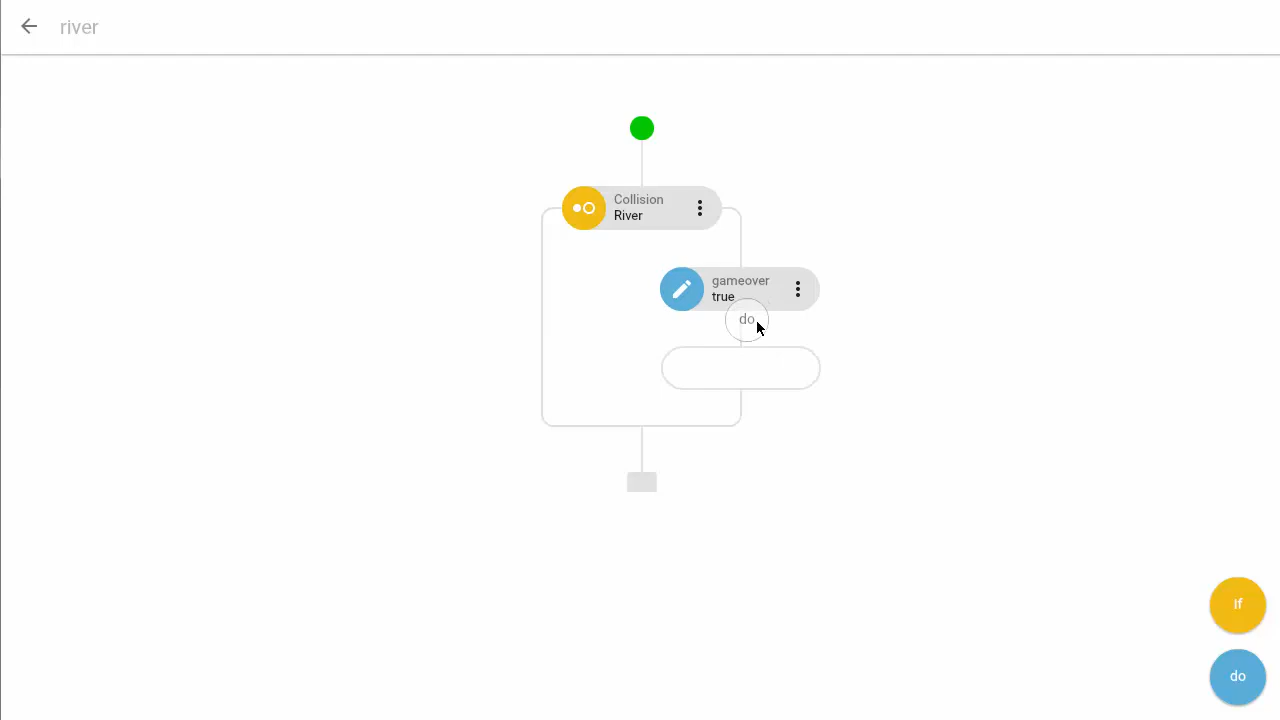 river
Collision
River
gameover
true
do
If
do